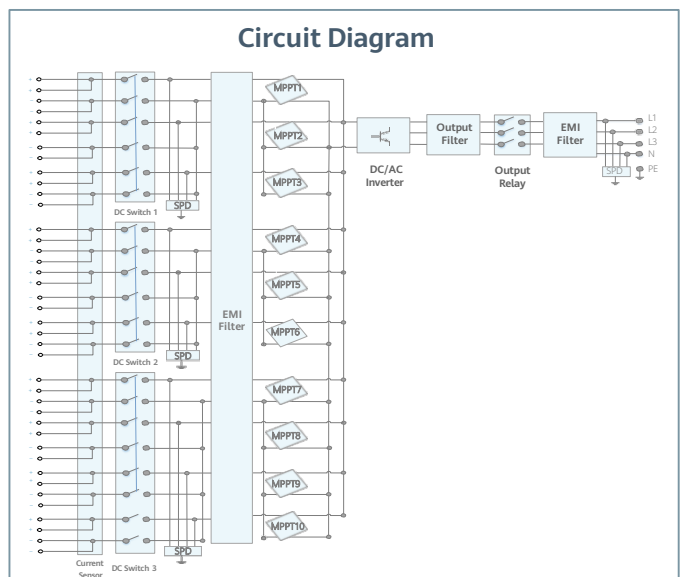 Circuit Diagram
MPPT1
MPPT2
MPPT3
SPD
DC Switch 1
MPPT4
MPPT5
MPPT6
SPD
DC Switch 2
EMI
Filter
MPPT7
MPPT8
MPPT9
MPPT10
SPD
DC Switch 3
Current
Sensor
DC/AC
Inverter
Output
Filter
Output
Relay
EMI
Filter
SPD
L1
L2
L3
N
PE